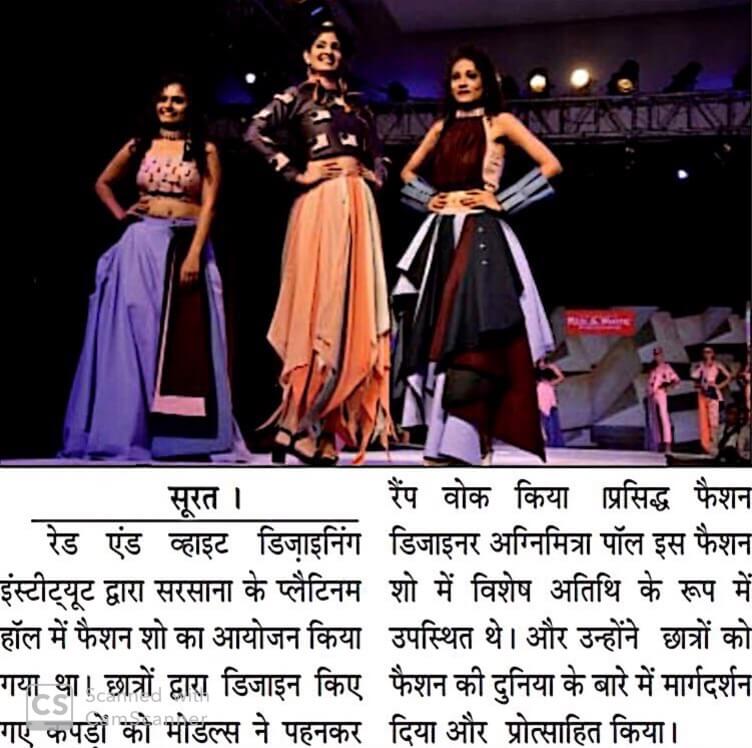 RED & WHITE
सूरत ।
रेड एंड व्हाइट डिज़ाइनिंग
इंस्टीट्यूट द्वारा सरसाना के प्लैटिनम
हॉल में फैशन शो का आयोजन किया
गया था। छात्रों द्वारा डिजाइन किए
गए कपड़ों को मॉडल्स ने पहनकर
रैंप वोक किया ।प्रसिद्ध फैशन
डिजाइनर अग्निमित्रा पॉल इस फैशन
शो में विशेष अतिथि के रूप में
उपस्थित थे। और उन्होंने छात्रों को
फैशन की दुनिया के बारे में मार्गदर्शन
दिया और प्रोत्साहित किया।
CS Scanned with
CamScanner